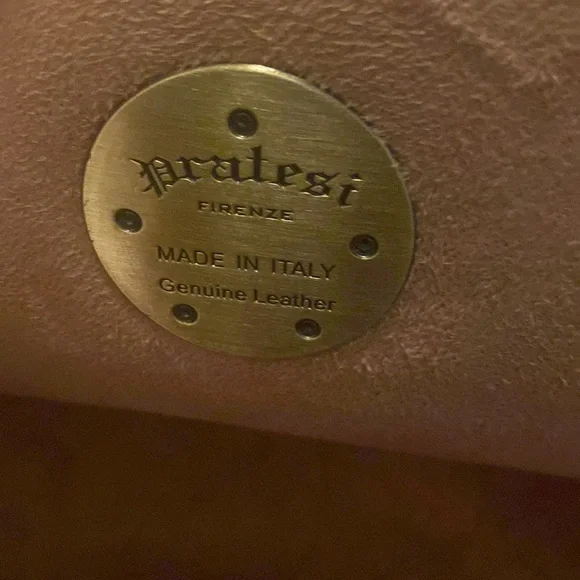 pratesi
FIRENZE
MADE IN ITALY
Genuine Leather